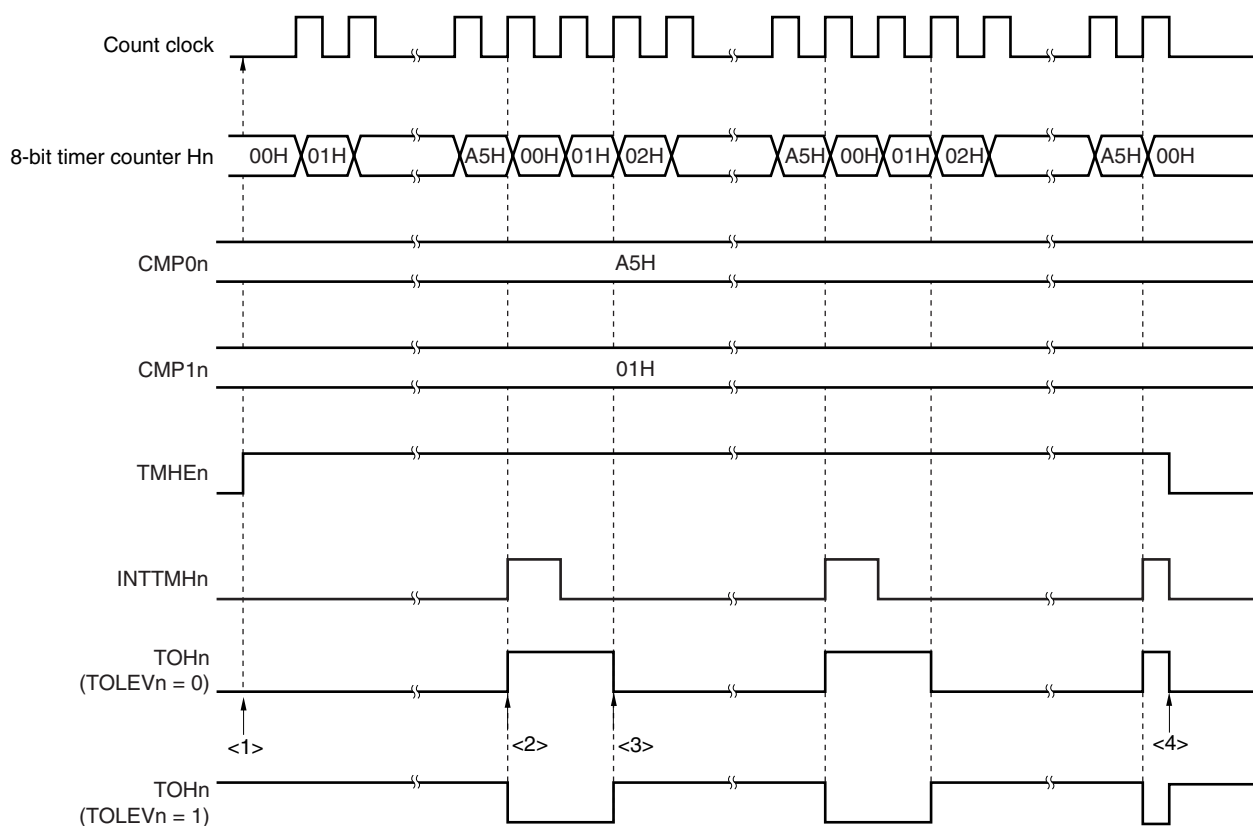 Count clock
8-bit timer counter Hn
00H 01H A5H 00H 01H 02H A5H 00H 01H 02H A5H 00H
CMP0n
A5H
CMP1n
01H
TMHEn
INTTMHn
TOHn
(TOLEVn = 0)
<1> <2> <3> <4>
TOHn
(TOLEVn = 1)